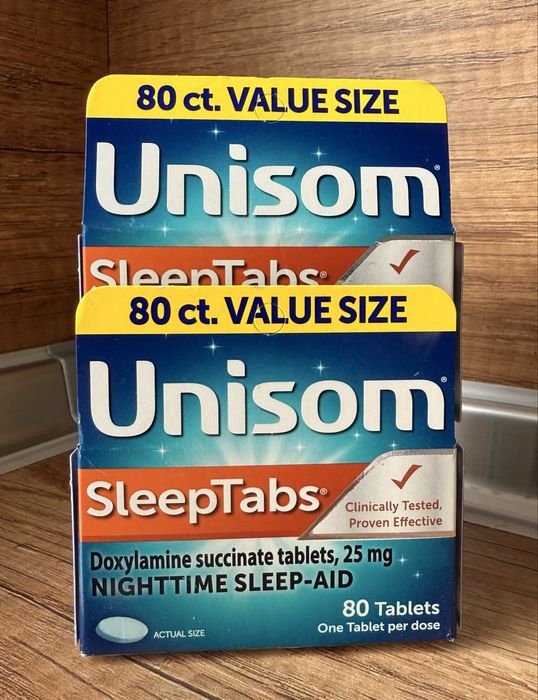 80 ct. VALUE SIZE
Unisom®
SleepTabs®
80 ct. VALUE SIZE
Unisom®
SleepTabs®
Clinically Tested,
Proven Effective
Doxylamine succinate tablets, 25 mg
NIGHTTIME SLEEP-AID
80 Tablets
One Tablet per dose
ACTUAL SIZE